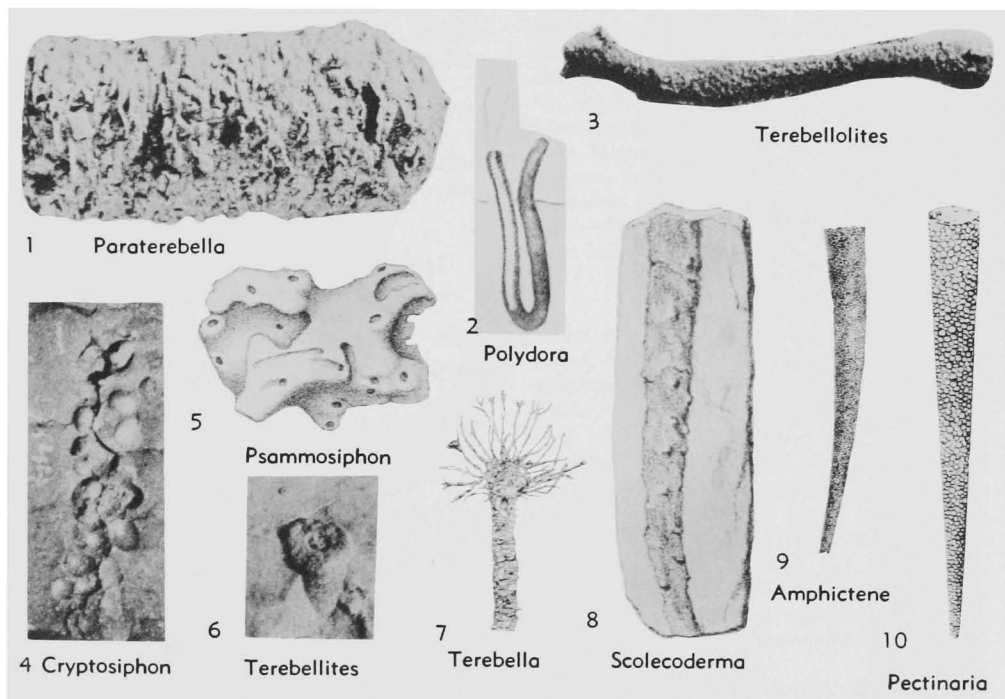 1 Paraterebella
2
Polydora
3
Terebellolites
4 Cryptosiphon
5
Psammosiphon
6
Terebellites
7
Terebella
8
Scolecoderma
9
Amphictene
10
Pectinaria